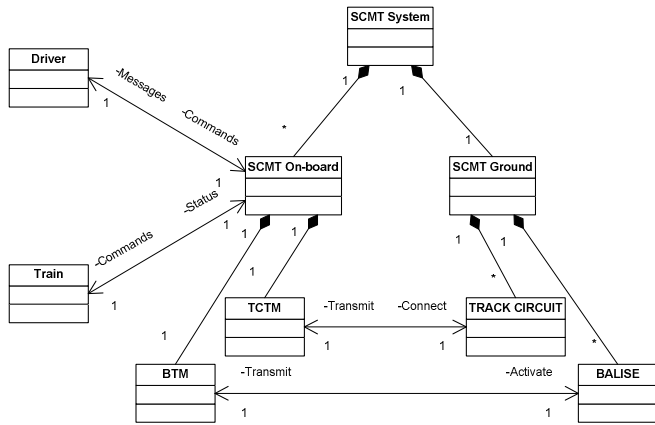 SCMT System
Driver
-Messages
1
1
1
-Commands
*
1
1
SCMT On-board
SCMT Ground
1
-Status
1
1
1
1
1
-Commands
Train
1
1
*
TCTM
-Transmit
-Connect
TRACK CIRCUIT
1
1
1
*
BTM
-Transmit
-Activate
BALISE
1
1